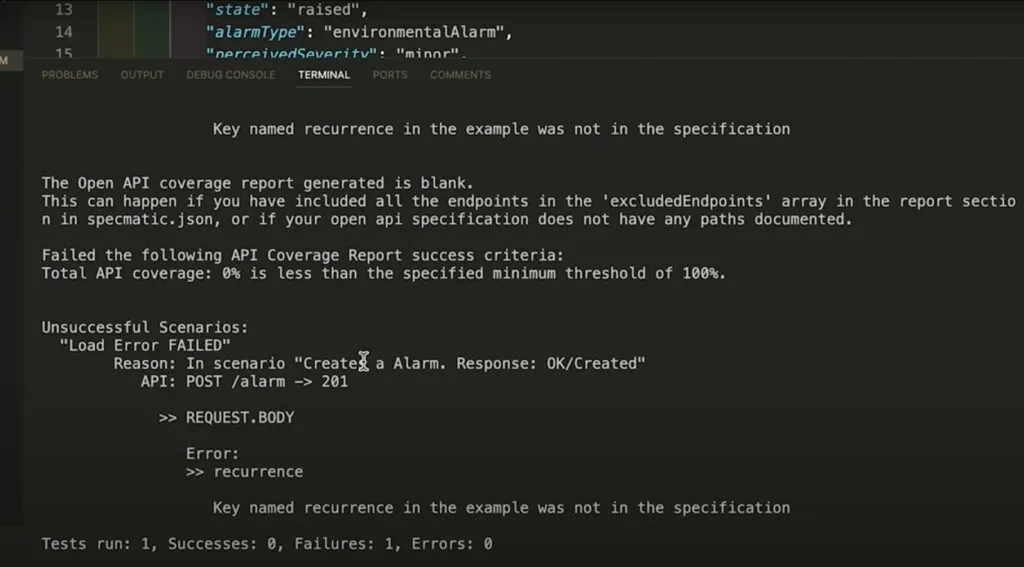 13 "state": "raised",
14 "alarmType": "environmentalAlarm",
15 "perceivedSeverity": "minor",
M
PROBLEMS OUTPUT DEBUG CONSOLE TERMINAL PORTS COMMENTS
Key named recurrence in the example was not in the specification
The Open API coverage report generated is blank.
This can happen if you have included all the endpoints in the 'excludedEndpoints' array in the report sectio
n in specmatic.json, or if your open api specification does not have any paths documented.
Failed the following API Coverage Report success criteria:
Total API coverage: 0% is less than the specified minimum threshold of 100%.
Unsuccessful Scenarios:
"Load Error FAILED"
Reason: In scenario "Creates a Alarm. Response: OK/Created"
API: POST /alarm -> 201
>> REQUEST.BODY
Error:
>> recurrence
Key named recurrence in the example was not in the specification
Tests run: 1, Successes: 0, Failures: 1, Errors: 0